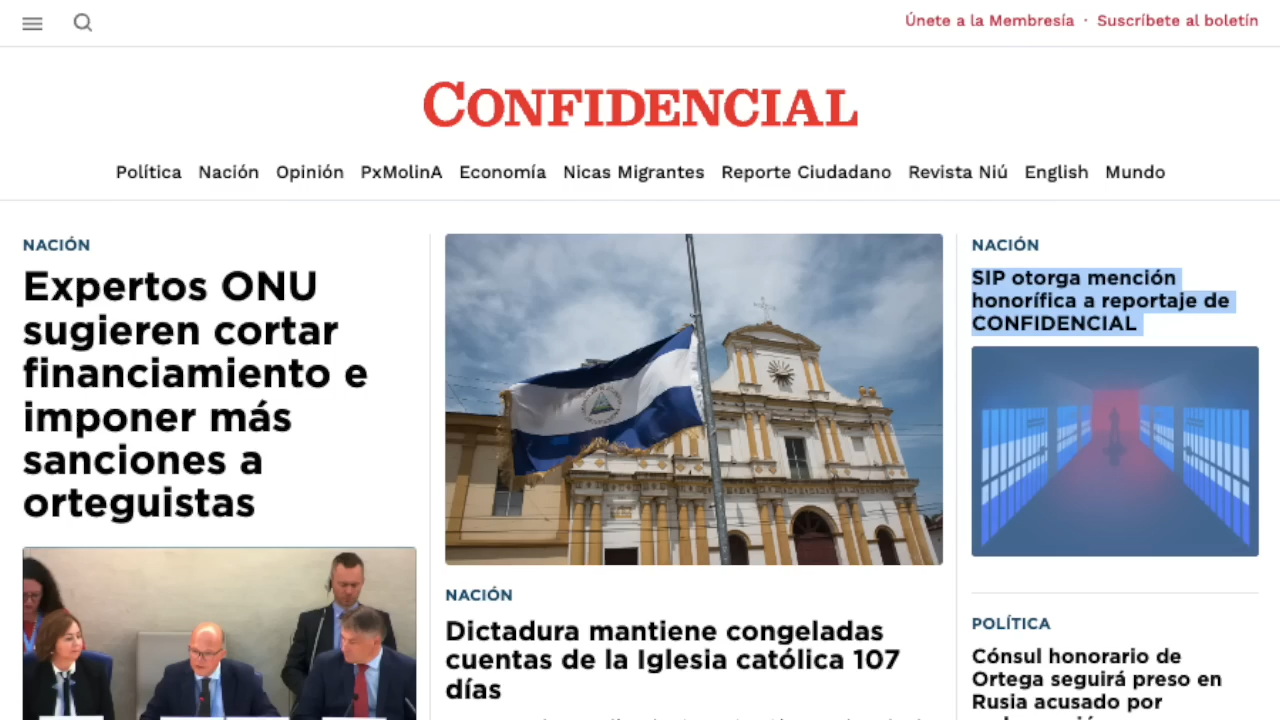 Únete a la Membresía · Suscríbete al boletín
CONFIDENCIAL
Política Nación Opinión PxMolinA Economía Nicas Migrantes Reporte Ciudadano Revista Niú English Mundo
NACIÓN
Expertos ONU
sugieren cortar
financiamiento e
imponer más
sanciones a
orteguistas
NACIÓN
Dictadura mantiene congeladas
cuentas de la Iglesia católica 107
días
NACIÓN
SIP otorga mención
honorífica a reportaje de
CONFIDENCIAL
POLÍTICA
Cónsul honorario de
Ortega seguirá preso en
Rusia acusado por